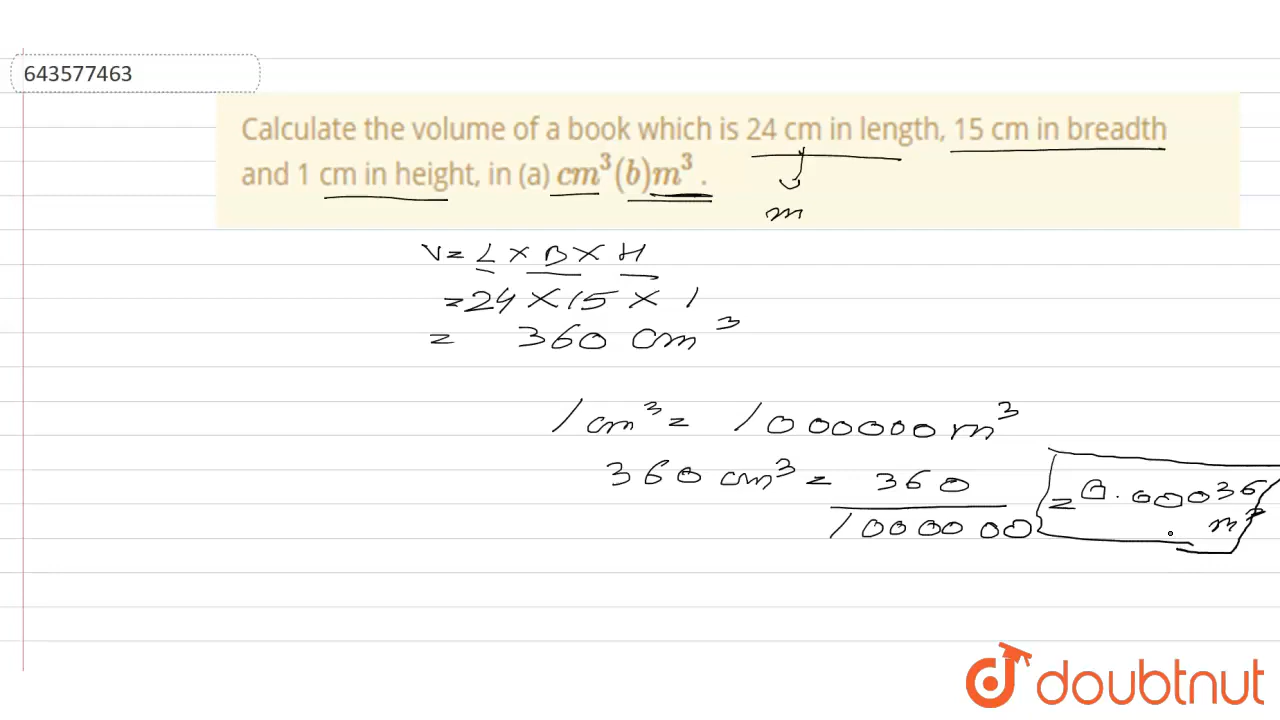 643577463
Calculate the volume of a book which is 24 cm in length, 15 cm in breadth
and 1 cm in height, in (a) cm³(b)m³ .
m
V= L × B × H
=24 × 15 × 1
= 360 cm³
1 cm³ = 1000000 m³
360 cm³ = 360/1000000 = 0.00036 m³
doubtnut